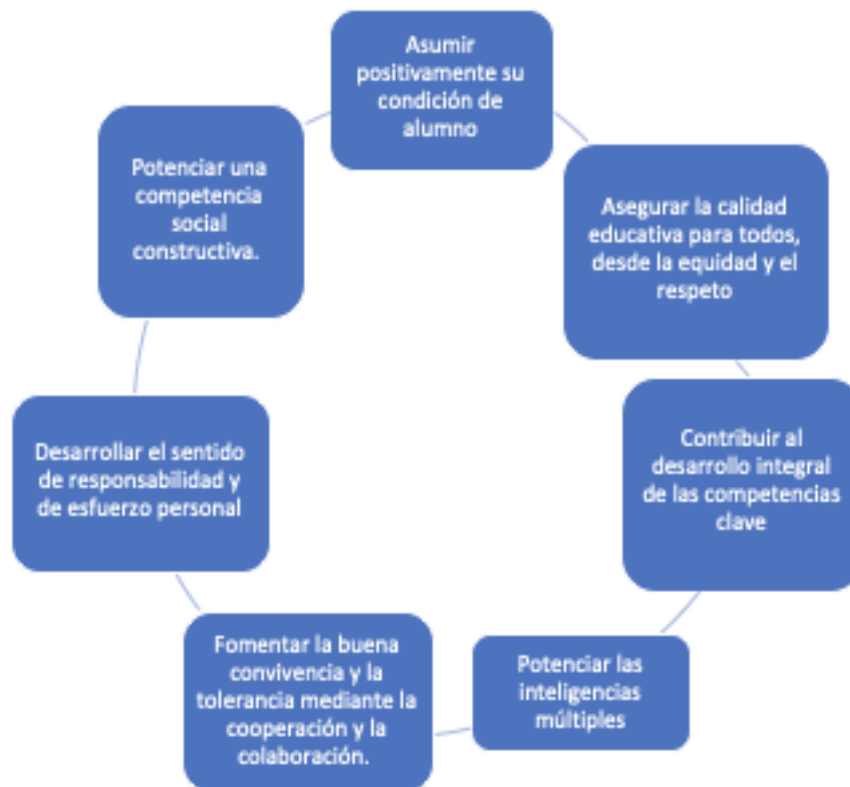 Asumir
positivamente su
condición de
alumno
Asegurar la calidad
educativa para todos,
desde la equidad y el
respeto
Contribuir al
desarrollo integral
de las competencias
clave
Potenciar las
inteligencias
múltiples
Fomentar la buena
convivencia y la
tolerancia mediante la
cooperación y la
colaboración.
Desarrollar el sentido
de responsabilidad y
de esfuerzo personal
Potenciar una
competencia
social
constructiva.